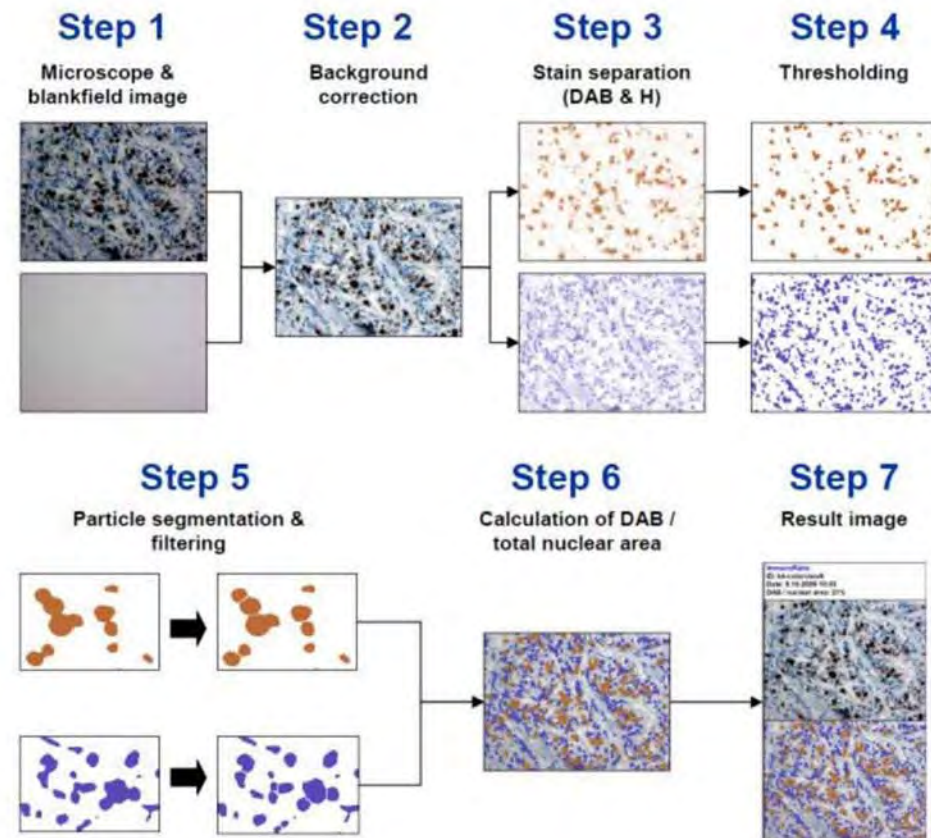 Step 1
Microscope &
blankfield image
Step 2
Background
correction
Step 3
Stain separation
(DAB & H)
Step 4
Thresholding
Step 5
Particle segmentation &
filtering
Step 6
Calculation of DAB /
total nuclear area
Step 7
Result image
ImmunoRatio